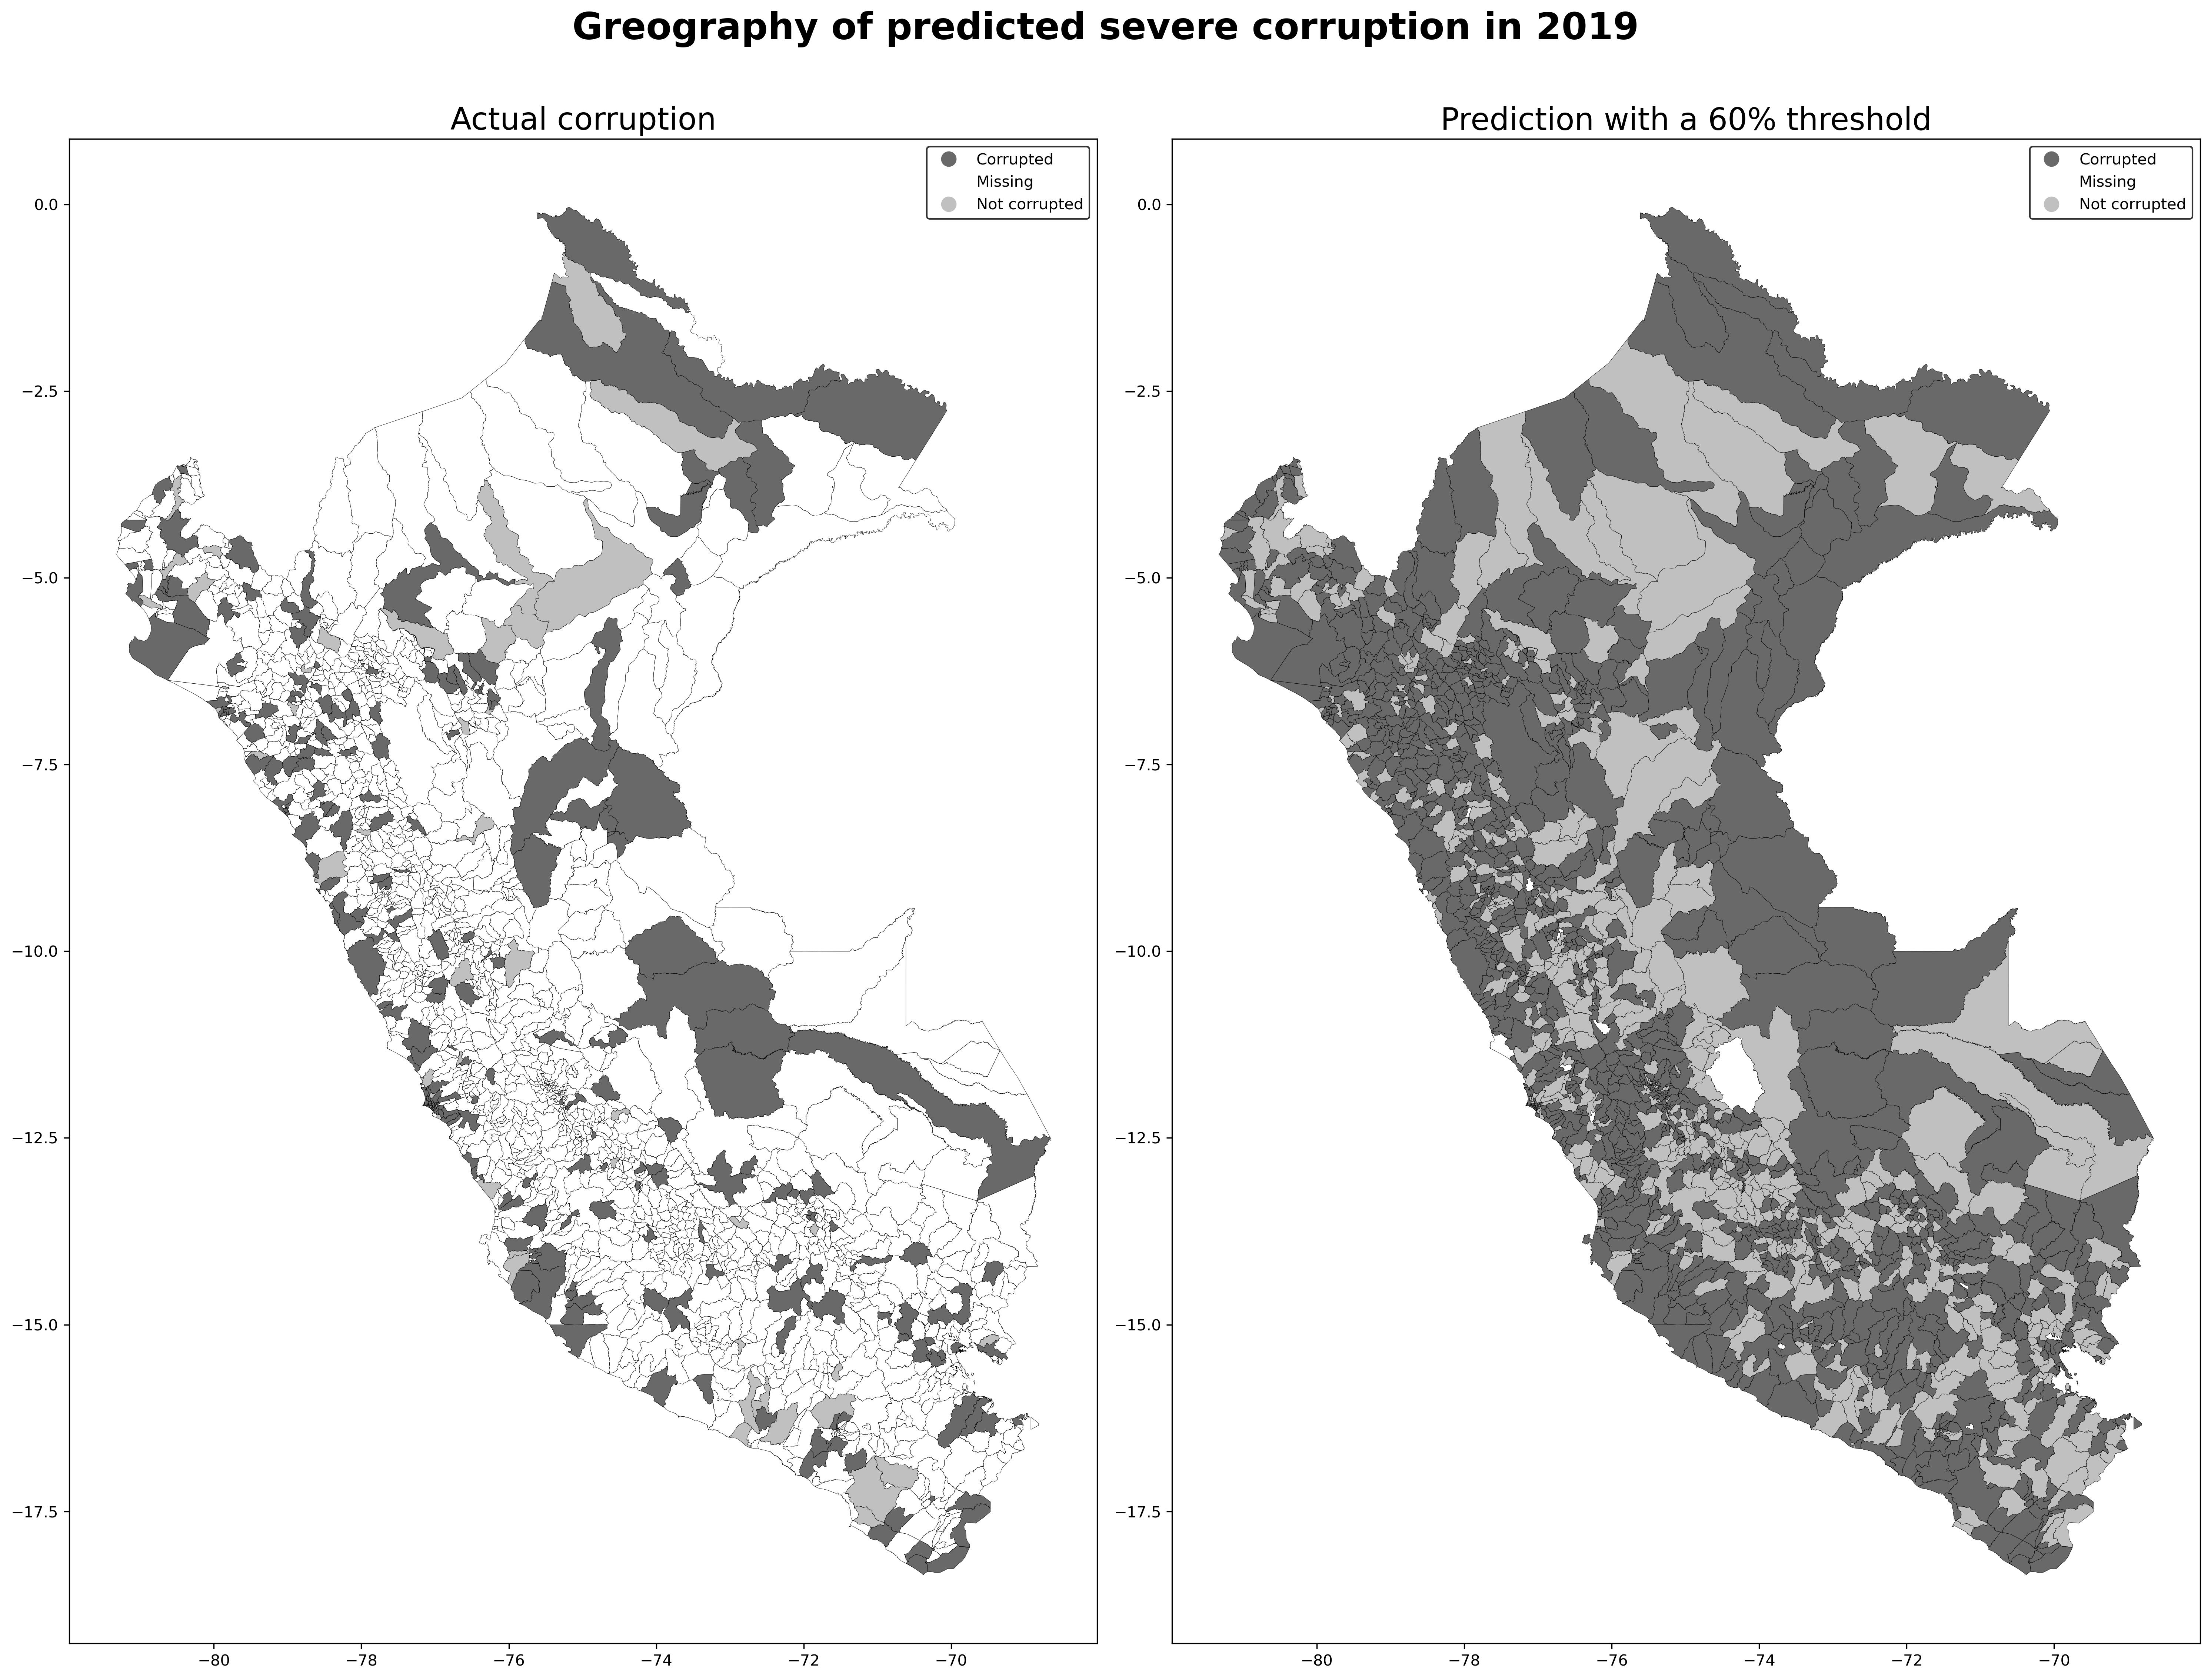 Greography of predicted severe corruption in 2019
Actual corruption
Prediction with a 60% threshold
Corrupted
Missing
Not corrupted
Corrupted
Missing
Not corrupted
0.0
−2.5
−5.0
−7.5
−10.0
−12.5
−15.0
−17.5
−80 −78 −76 −74 −72 −70
0.0
−2.5
−5.0
−7.5
−10.0
−12.5
−15.0
−17.5
−80 −78 −76 −74 −72 −70